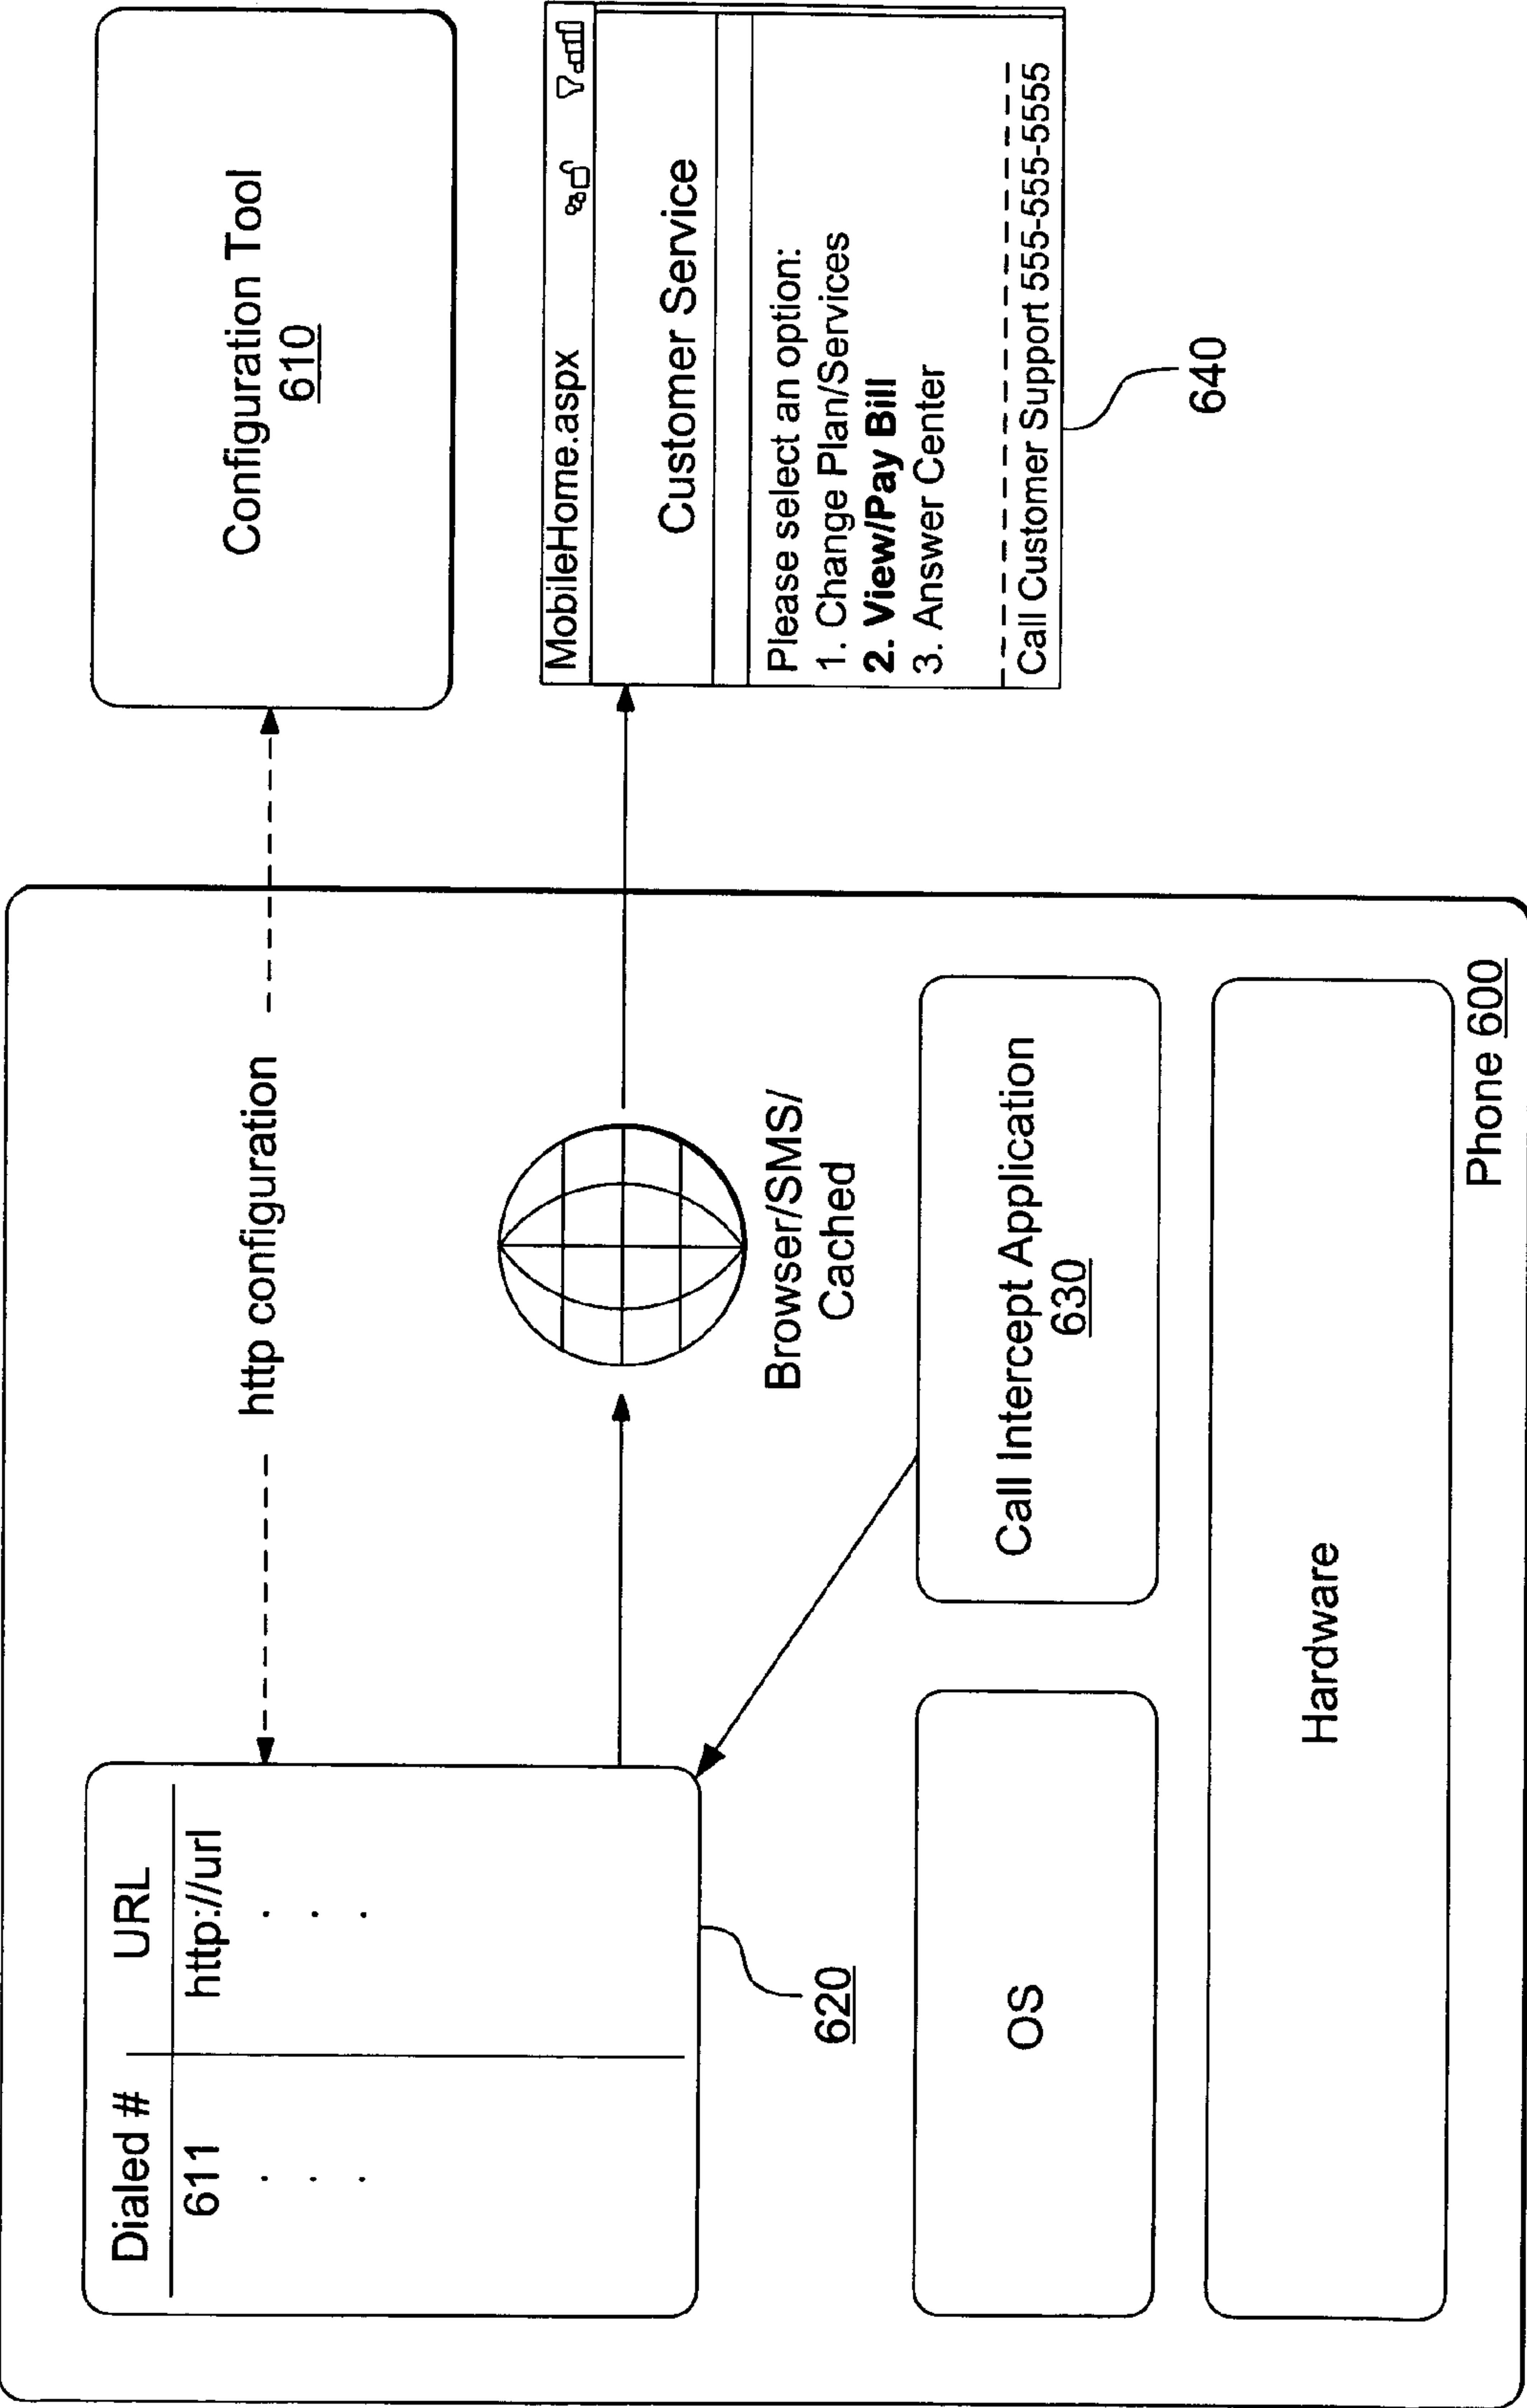 Dialed # URL
611 http://url
. .
. .
. .
620
http configuration
Configuration Tool
610
Browser/SMS/
Cached
MobileHome.aspx
Customer Service
Please select an option:
1. Change Plan/Services
2. View/Pay Bill
3. Answer Center
Call Customer Support 555-555-5555
640
OS
Call Intercept Application
630
Hardware
Phone 600